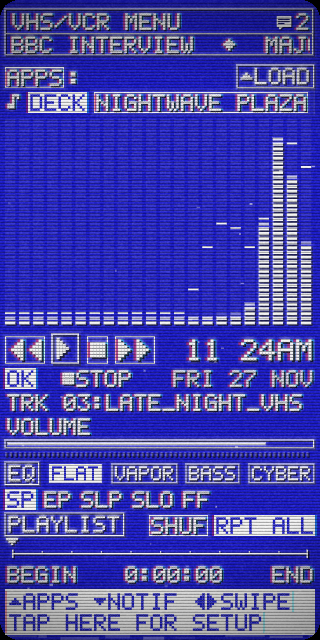 VHS/VCR MENU 2
BBC INTERVIEW MAJI
APPS: LOAD
DECK NIGHTWAVE PLAZA
11 24AM
OK STOP FRI 27 NOV
TRK 03:LATE_NIGHT_VHS
VOLUME
EQ FLAT VAPOR BASS CYBER
SP EP SLP SLO FF
PLAYLIST SHUF RPT ALL
BEGIN 0:00:00 END
APPS NOTIF SWIPE
TAP HERE FOR SETUP